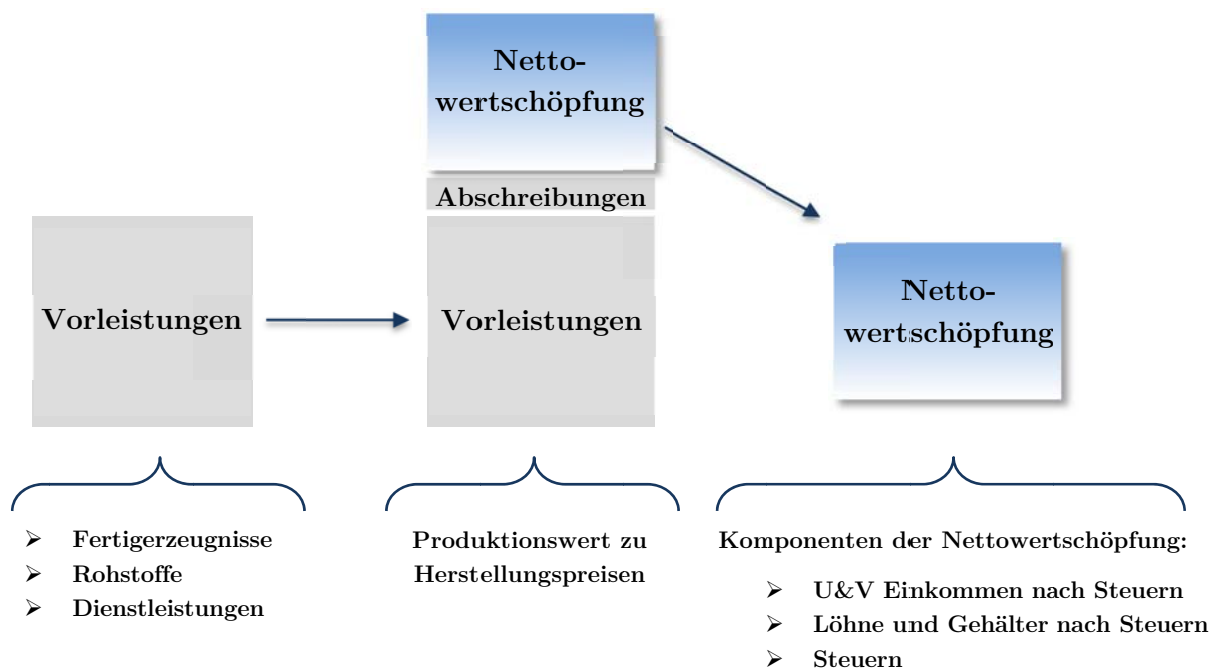 Netto-
wertschöpfung
Abschreibungen
Vorleistungen
Vorleistungen
Netto-
wertschöpfung
➢ Fertigerzeugnisse
➢ Rohstoffe
➢ Dienstleistungen
Produktionswert zu
Herstellungspreisen
Komponenten der Nettowertschöpfung:
➢ U&V Einkommen nach Steuern
➢ Löhne und Gehälter nach Steuern
➢ Steuern